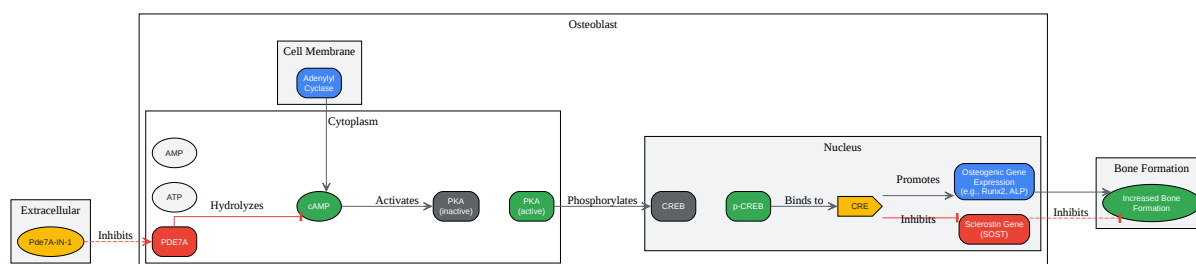 Osteoblast
Cell Membrane
Adenylyl
Cyclase
Cytoplasm
AMP
ATP
Hydrolyzes
cAMP
Activates
PKA
(inactive)
PKA
(active)
Phosphorylates
Extracellular
Pde7A-IN-1
Inhibits
PDE7A
Nucleus
CREB
p-CREB
Binds to
CRE
Promotes
Osteogenic Gene
Expression
(e.g., Runx2, ALP)
Inhibits
Sclerostin Gene
(SOST)
Inhibits
Bone Formation
Increased Bone
Formation